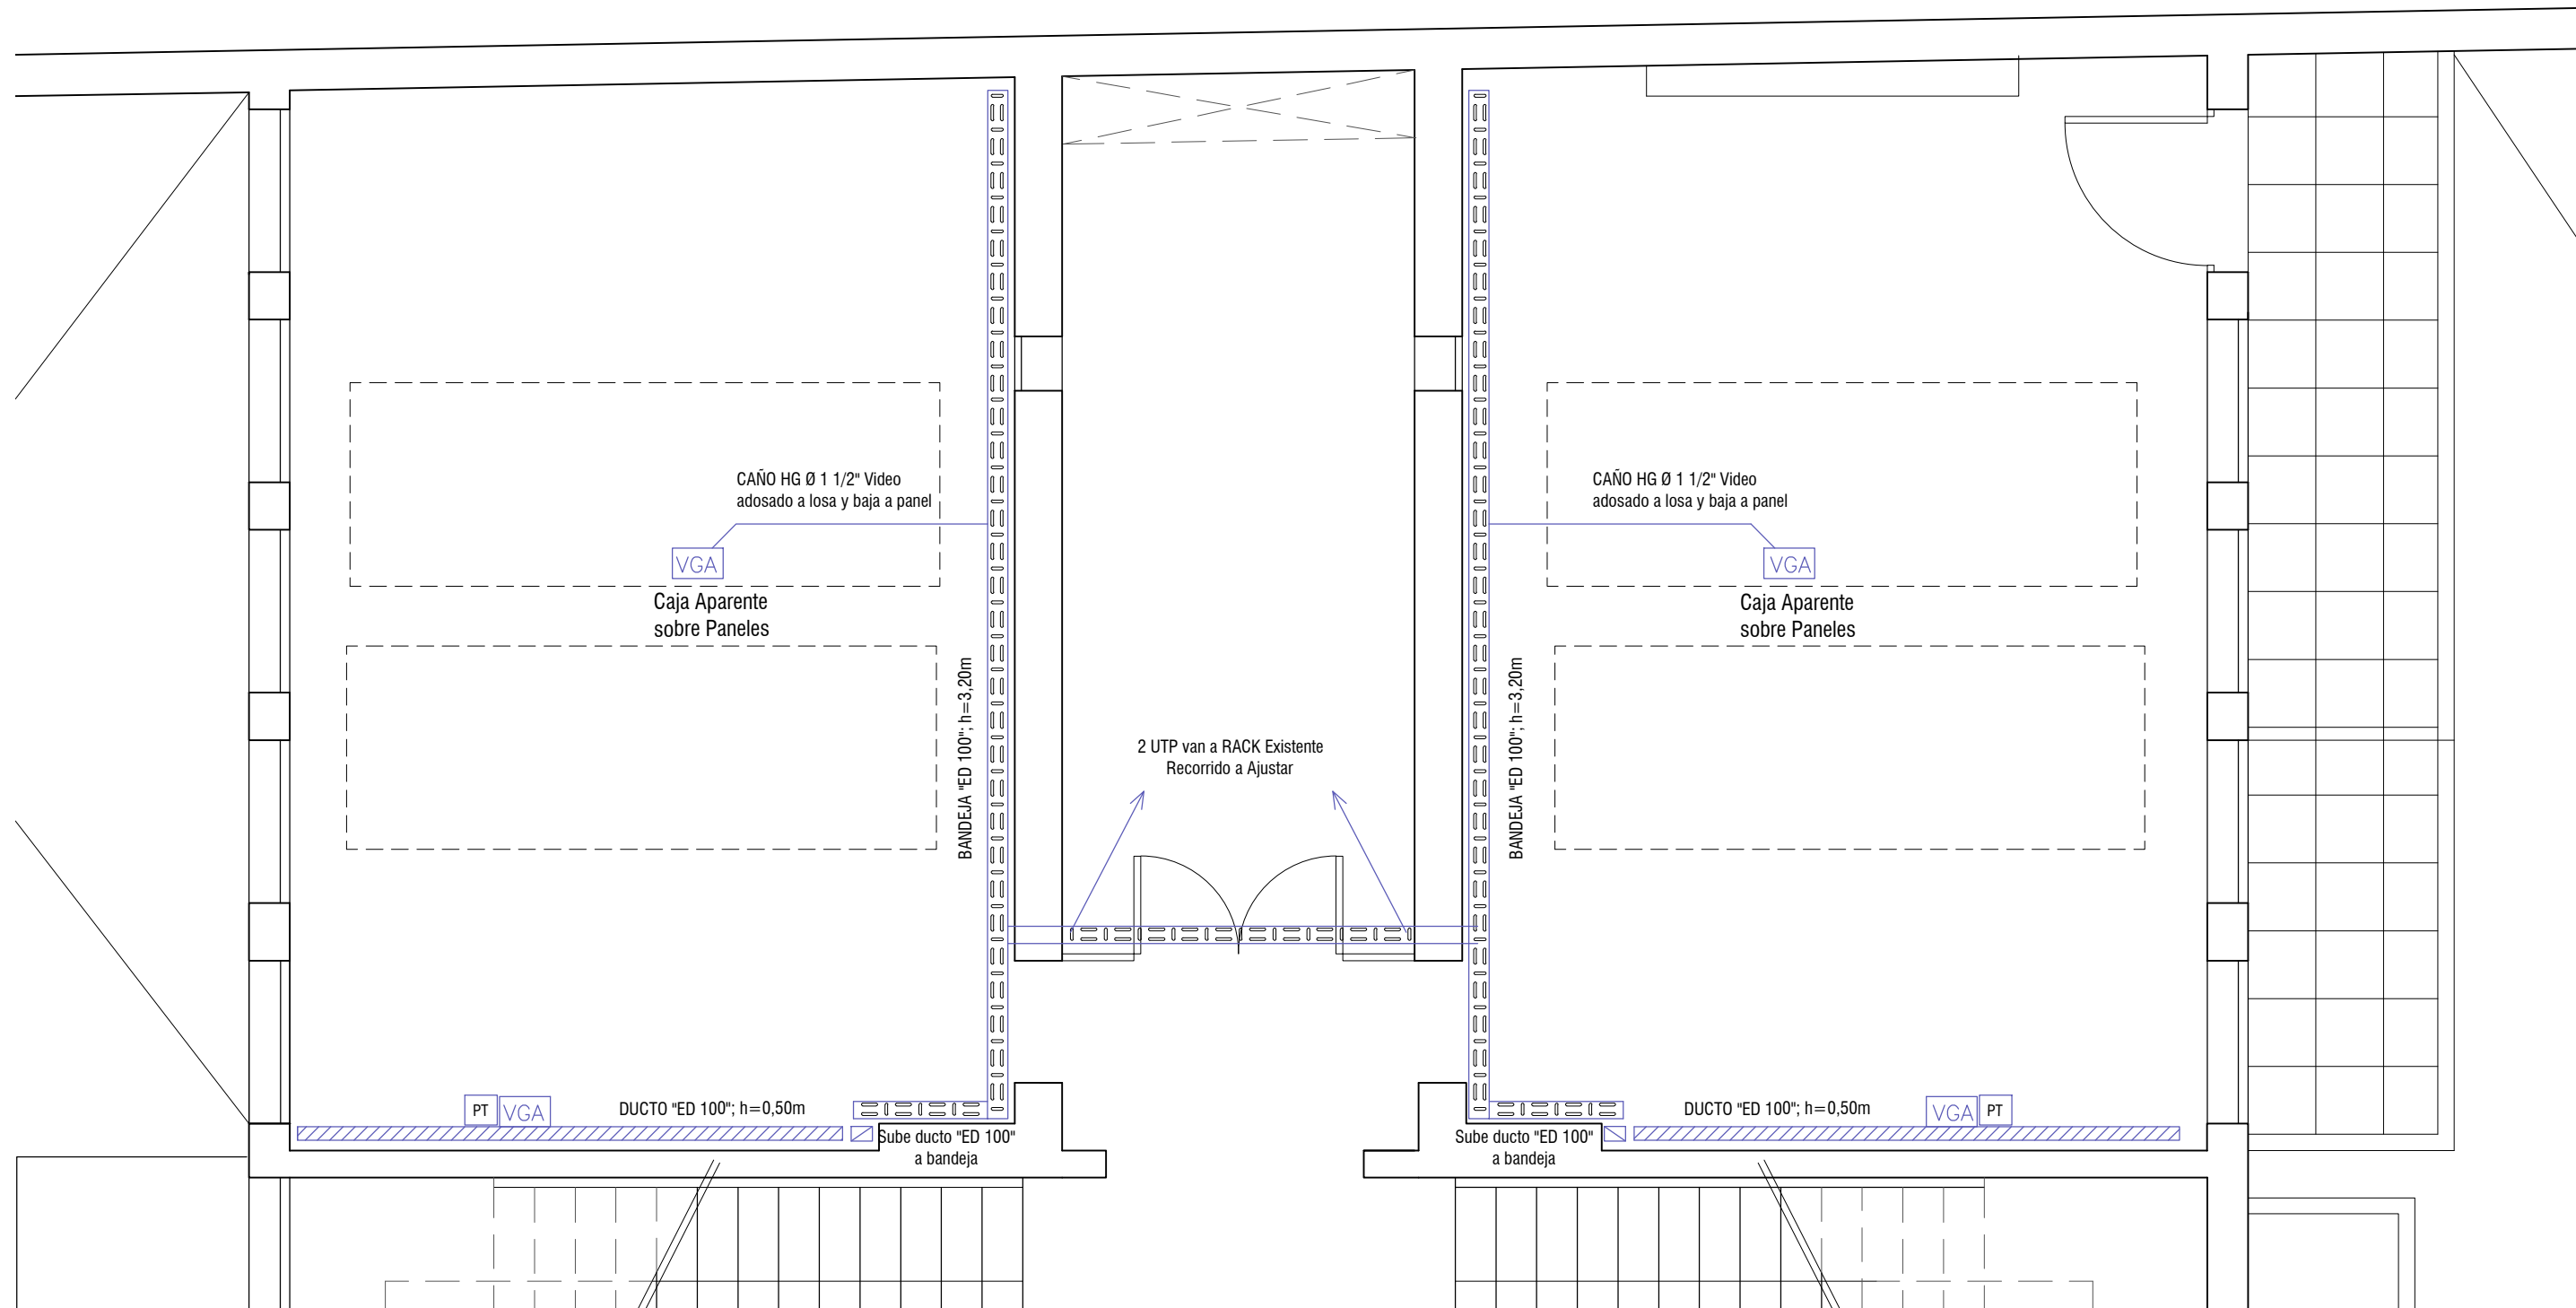 CAÑO HG Ø 1 1/2" Video
adosado a losa y baja a panel
VGA
Caja Aparente
sobre Paneles
BANDEJA "ED 100"; h=3,20m
CAÑO HG Ø 1 1/2" Video
adosado a losa y baja a panel
VGA
Caja Aparente
sobre Paneles
BANDEJA "ED 100"; h=3,20m
2 UTP van a RACK Existente
Recorrido a Ajustar
PT
VGA
DUCTO "ED 100"; h=0,50m
Sube ducto "ED 100"
a bandeja
DUCTO "ED 100"; h=0,50m
VGA
PT
Sube ducto "ED 100"
a bandeja